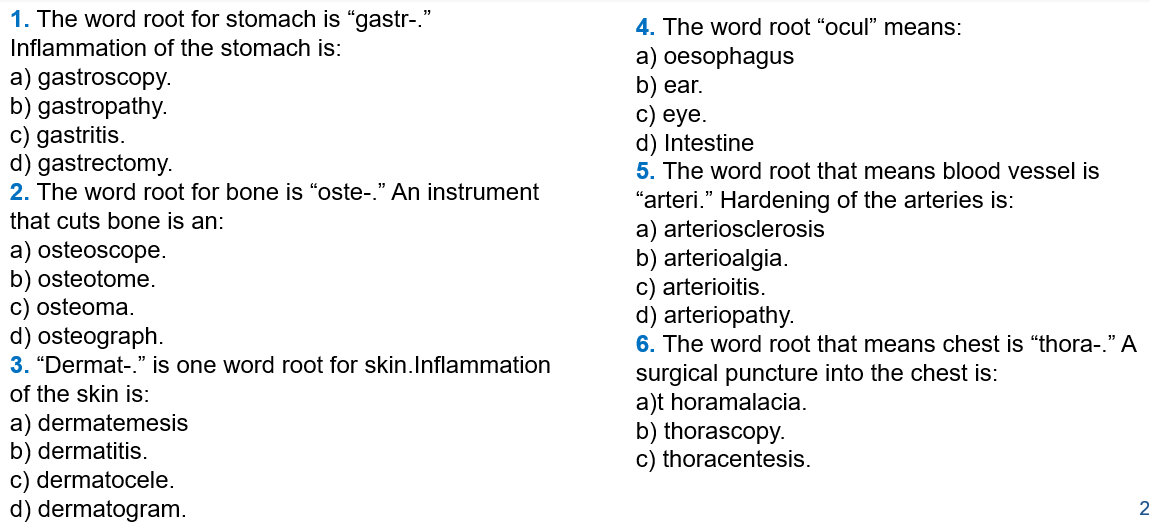 1. The word root for stomach is “gastr-.”
Inflammation of the stomach is:
a) gastroscopy.
b) gastropathy.
c) gastritis.
d) gastrectomy.
2. The word root for bone is “oste-.” An instrument
that cuts bone is an:
a) osteoscope.
b) osteotome.
c) osteoma.
d) osteograph.
3. “Dermat-.” is one word root for skin.Inflammation
of the skin is:
a) dermatemesis
b) dermatitis.
c) dermatocele.
d) dermatogram.
4. The word root “ocul” means:
a) oesophagus
b) ear.
c) eye.
d) Intestine
5. The word root that means blood vessel is
“arteri.” Hardening of the arteries is:
a) arteriosclerosis
b) arterioalgia.
c) arterioitis.
d) arteriopathy.
6. The word root that means chest is “thora-.” A
surgical puncture into the chest is:
a)t horamalacia.
b) thorascopy.
c) thoracentesis.
2